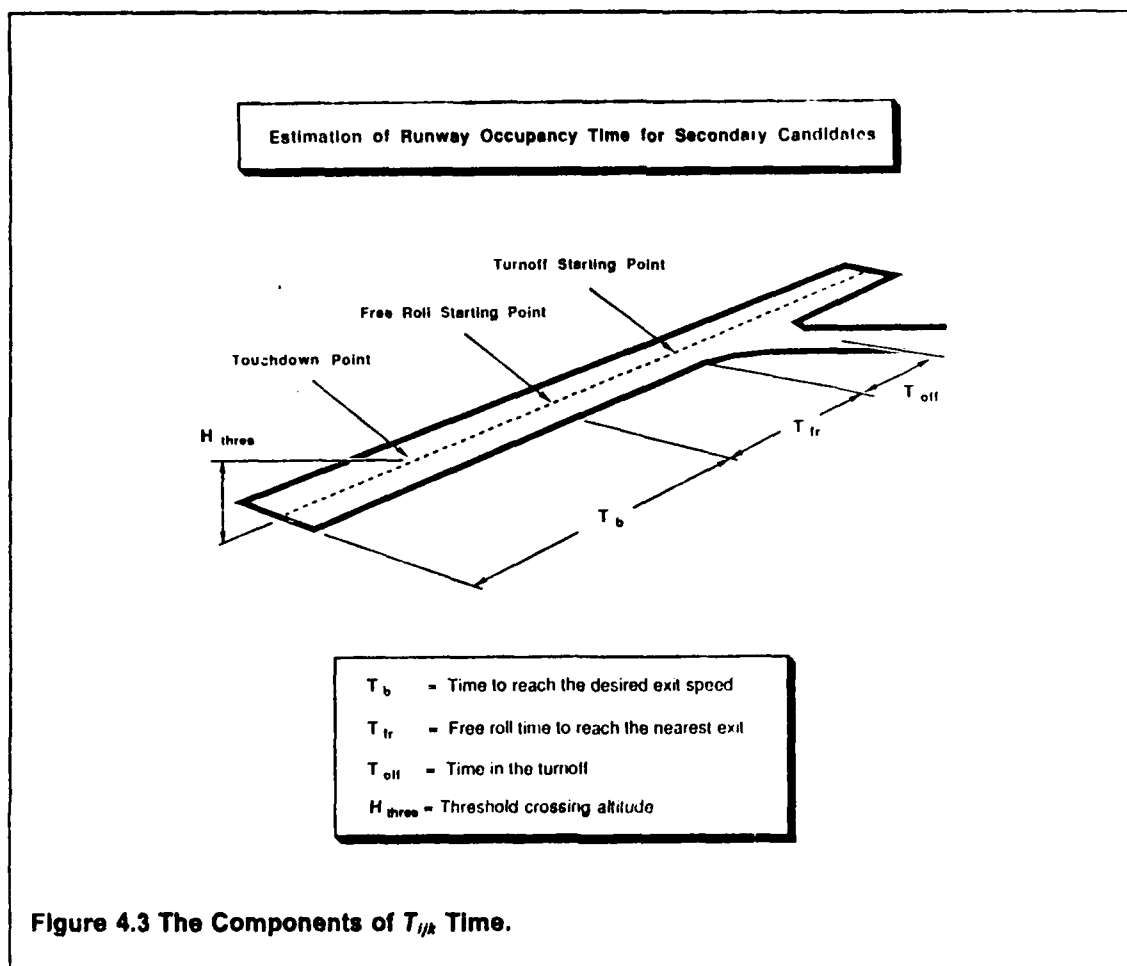 Estimation of Runway Occupancy Time for Secondary Candidates
Turnoff Starting Point
Free Roll Starting Point
Touchdown Point
H thres
T off
T fr
T b
T b = Time to reach the desired exit speed
T fr = Free roll time to reach the nearest exit
T off = Time in the turnoff
H thres = Threshold crossing altitude
Figure 4.3 The Components of Tijk Time.